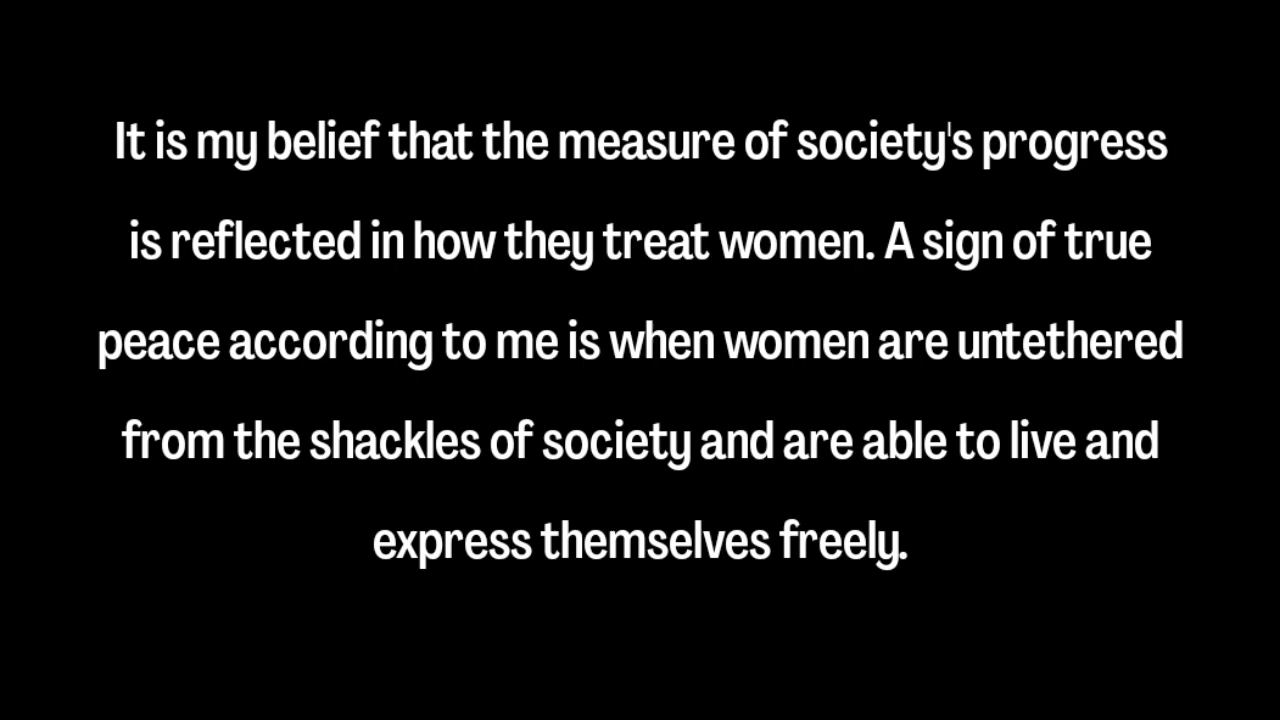 It is my belief that the measure of society's progress
is reflected in how they treat women. A sign of true
peace according to me is when women are untethered
from the shackles of society and are able to live and
express themselves freely.